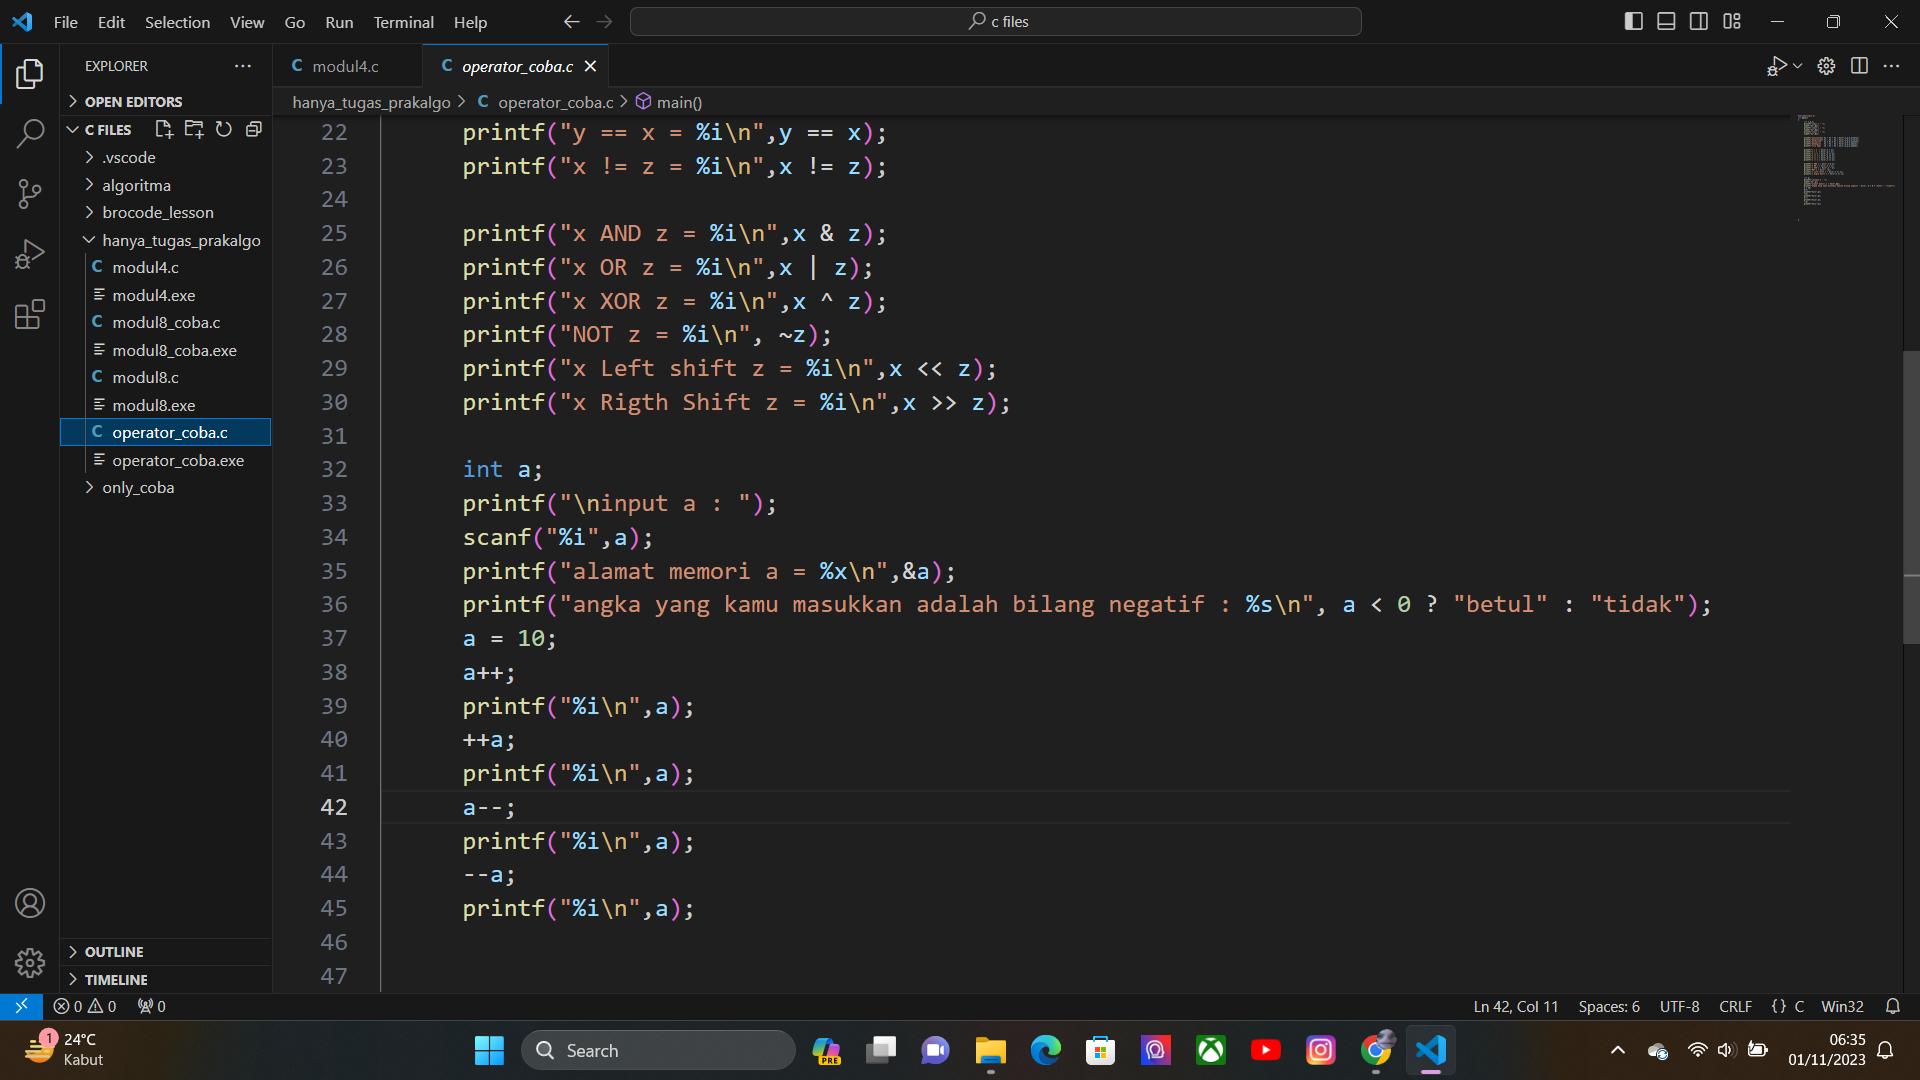 File Edit Selection View Go Run Terminal Help
c files
EXPLORER
modul4.c
operator_coba.c
hanya_tugas_prakalgo > C operator_coba.c > main()
OPEN EDITORS
C FILES
.vscode
algoritma
brocode_lesson
hanya_tugas_prakalgo
C modul4.c
modul4.exe
C modul8_coba.c
modul8_coba.exe
C modul8.c
modul8.exe
C operator_coba.c
operator_coba.exe
only_coba
OUTLINE
TIMELINE
22 printf("y == x = %i\n",y == x);
23 printf("x != z = %i\n",x != z);
24
25 printf("x AND z = %i\n",x & z);
26 printf("x OR z = %i\n",x | z);
27 printf("x XOR z = %i\n",x ^ z);
28 printf("NOT z = %i\n", ~z);
29 printf("x Left shift z = %i\n",x << z);
30 printf("x Rigth Shift z = %i\n",x >> z);
31
32 int a;
33 printf("\ninput a : ");
34 scanf("%i",a);
35 printf("alamat memori a = %x\n",&a);
36 printf("angka yang kamu masukkan adalah bilang negatif : %s\n", a < 0 ? "betul" : "tidak");
37 a = 10;
38 a++;
39 printf("%i\n",a);
40 ++a;
41 printf("%i\n",a);
42 a--;
43 printf("%i\n",a);
44 --a;
45 printf("%i\n",a);
46
47
0 0 0
Ln 42, Col 11 Spaces: 6 UTF-8 CRLF {} C Win32
1
24°C
Kabut
Search
PRE
06:35
01/11/2023